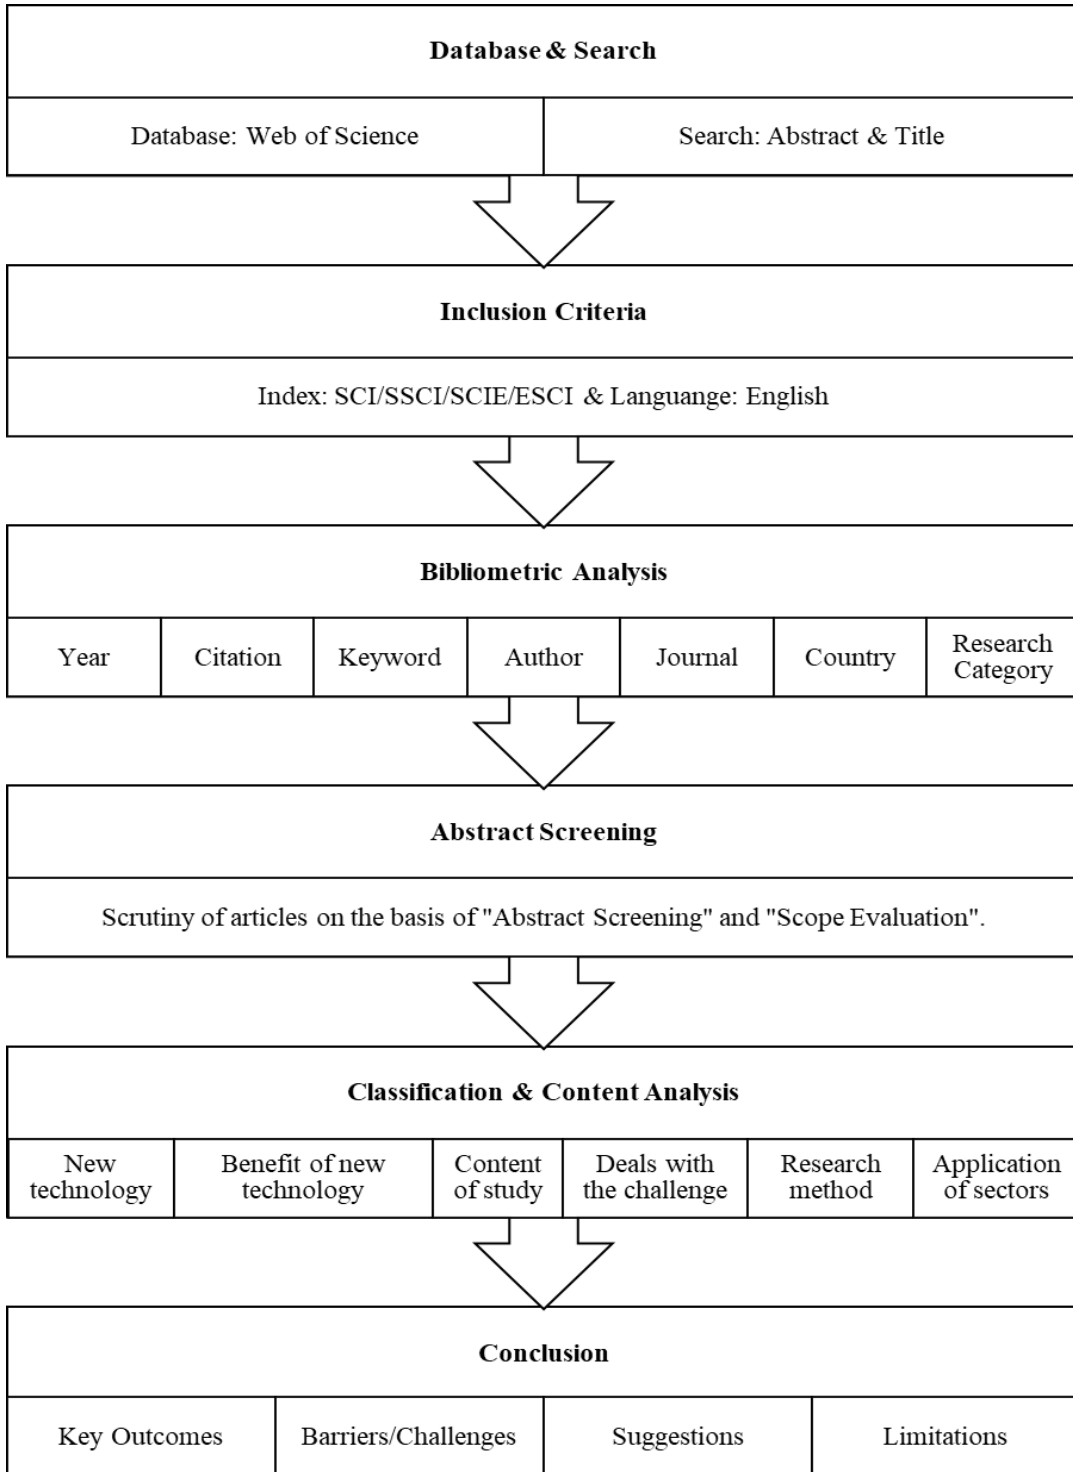 Database & Search
Database: Web of Science
Search: Abstract & Title
Inclusion Criteria
Index: SCI/SSCI/SCIE/ESCI & Languange: English
Bibliometric Analysis
Year
Citation
Keyword
Author
Journal
Country
Research
Category
Abstract Screening
Scrutiny of articles on the basis of "Abstract Screening" and "Scope Evaluation".
Classification & Content Analysis
New
technology
Benefit of new
technology
Content
of study
Deals with
the challenge
Research
method
Application
of sectors
Conclusion
Key Outcomes
Barriers/Challenges
Suggestions
Limitations